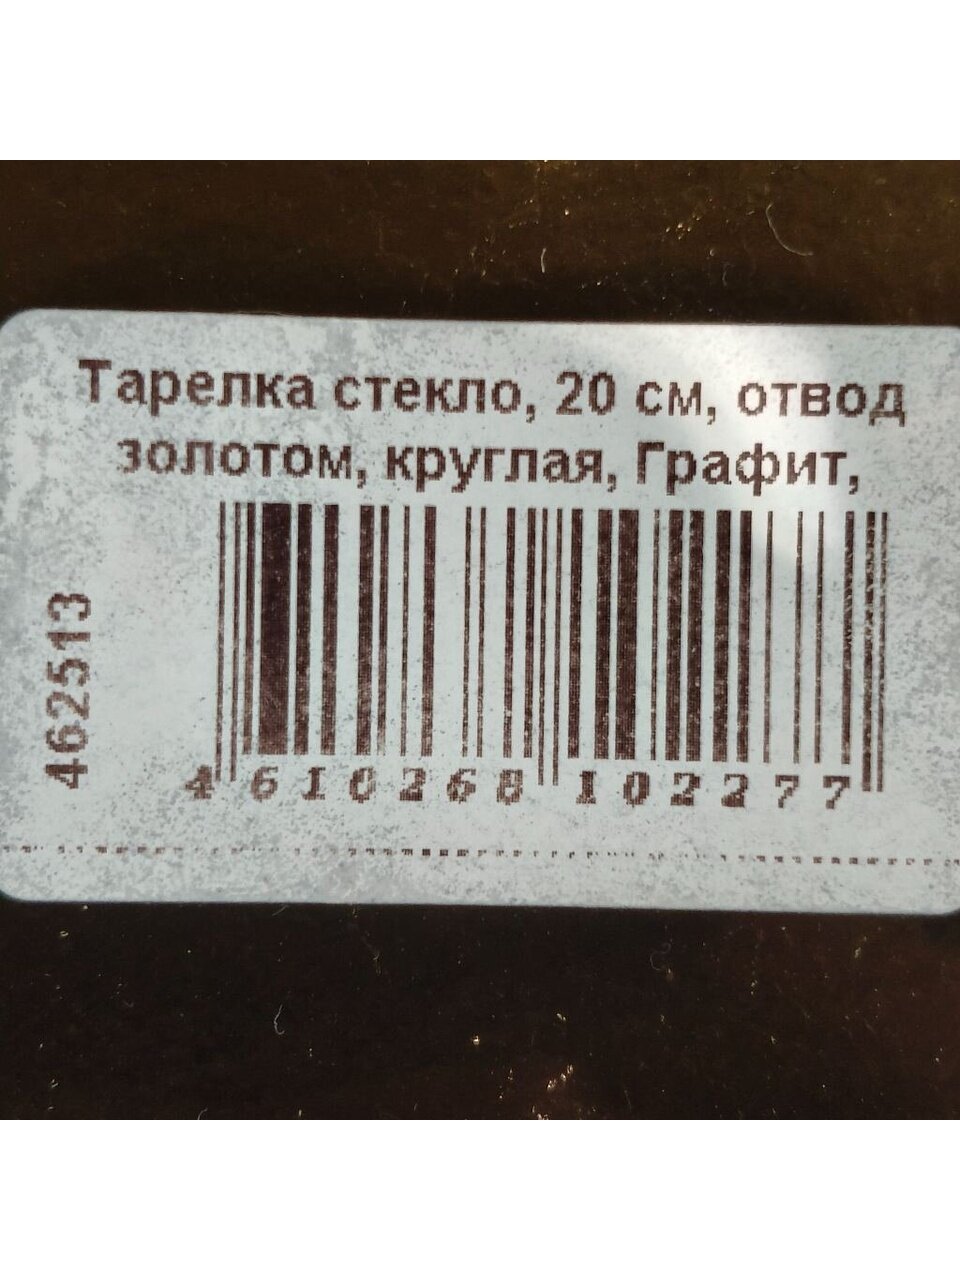 Тарелка стекло, 20 см, отвод
золотом, круглая, Графит,
462513
4610268102277